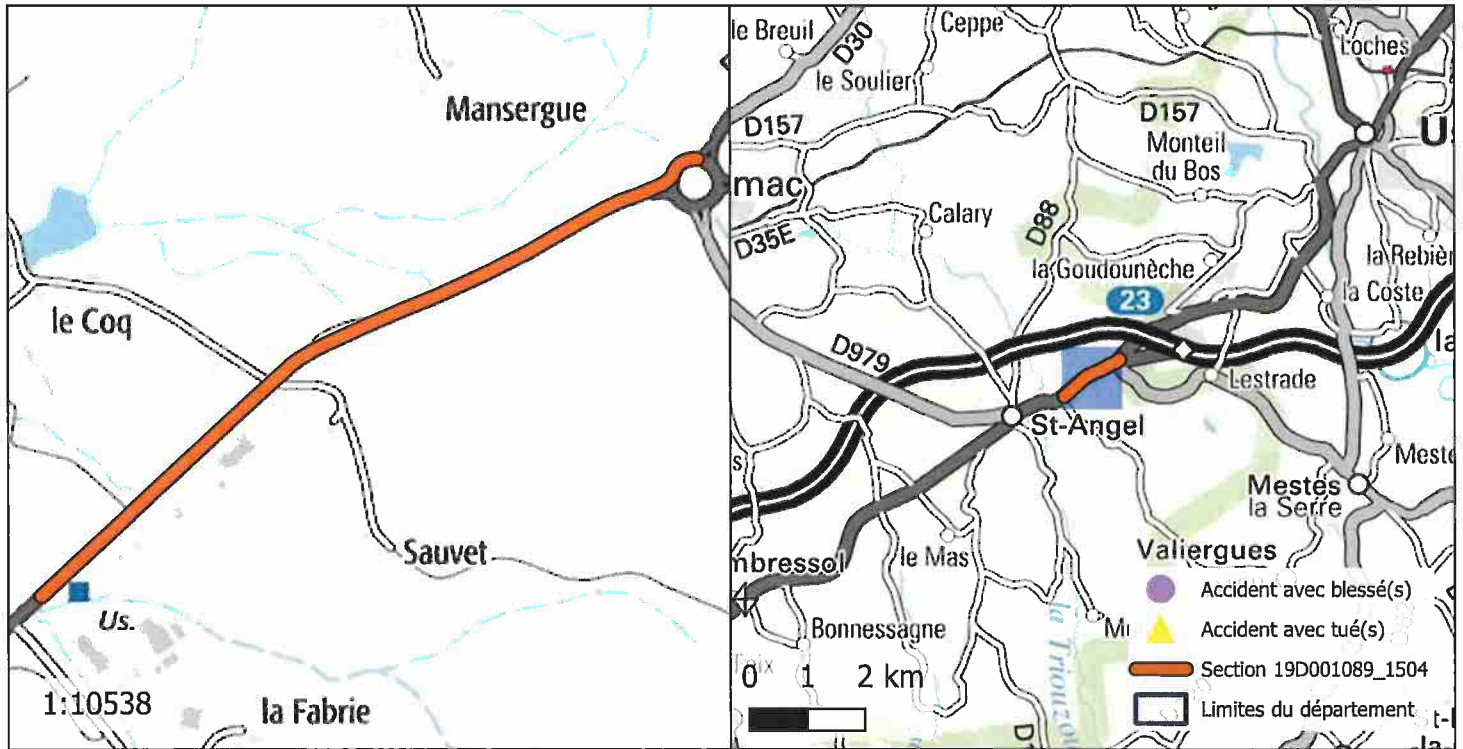 Mansergue
le Coq
Sauvet
Us.
la Fabrie
1:10538
le Breuil
D30
Ceppe
le Soulier
Loches
D157
D157
Monteil
du Bos
mac
Calary
D88
D35E
la Goudounèche
23
la Coste
D979
Lestrade
St-Angel
Mestes
la Serre
Valiergues
le Mas
Bonnessagne
la
0 1 2 km
Accident avec blessé(s)
Accident avec tué(s)
Section 19D001089_1504
Limites du département